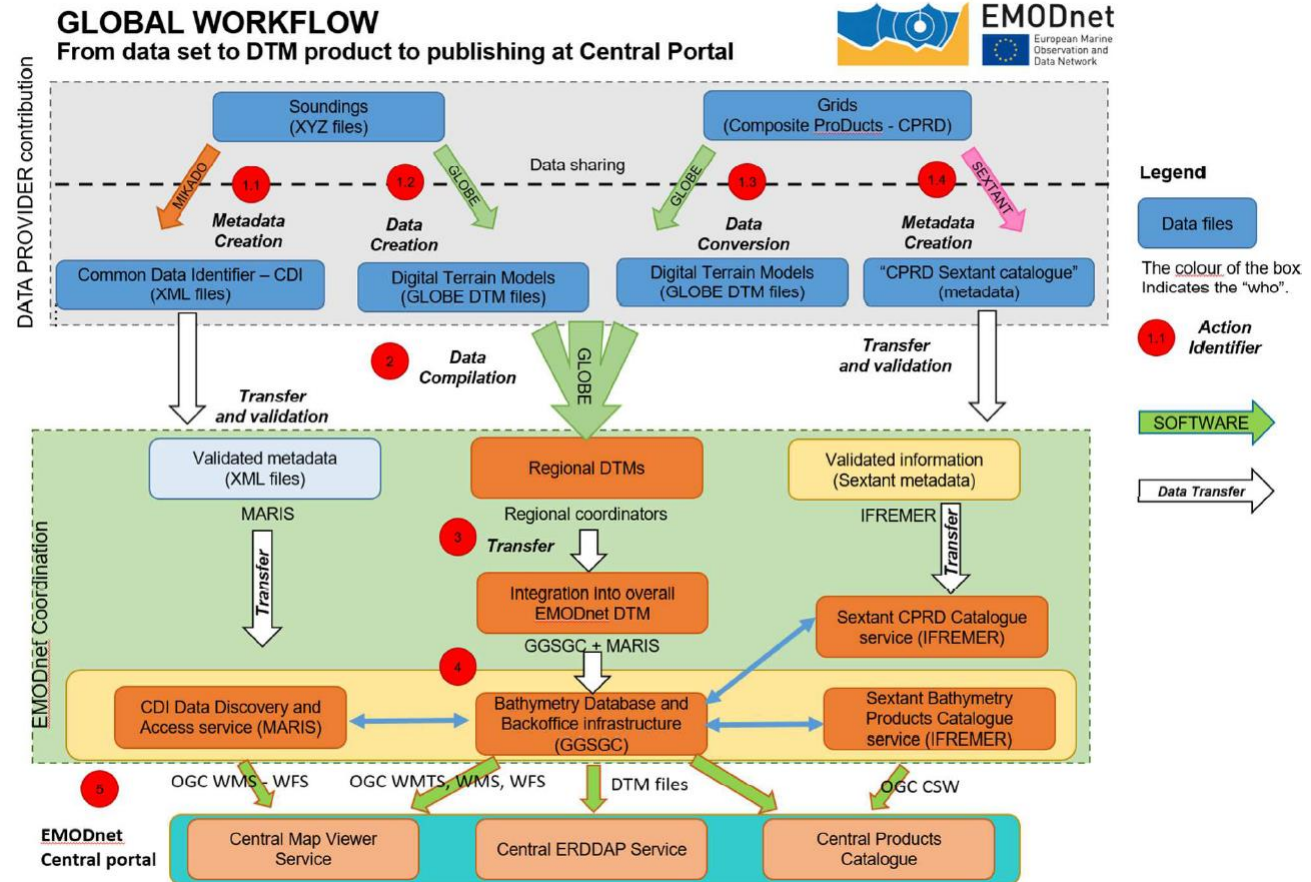 GLOBAL WORKFLOW
From data set to DTM product to publishing at Central Portal
EMODnet
European Marine
Observation and
Data Network
DATA PROVIDER contribution
Soundings
(XYZ files)
Grids
(Composite ProDucts - CPRD)
Data sharing
MIKADO
1.1
Metadata
Creation
1.2
Data
Creation
GLOBE
GLOBE
1.3
Data
Conversion
1.4
Metadata
Creation
SEXTANT
Common Data Identifier – CDI
(XML files)
Digital Terrain Models
(GLOBE DTM files)
Digital Terrain Models
(GLOBE DTM files)
“CPRD Sextant catalogue”
(metadata)
Legend
Data files
The colour of the box
Indicates the “who”.
1.1
Action
Identifier
SOFTWARE
Data Transfer
2
Data
Compilation
GLOBE
Transfer
and validation
Transfer
and validation
EMODnet Coordination
Validated metadata
(XML files)
MARIS
Transfer
Regional DTMs
Regional coordinators
3
Transfer
Validated information
(Sextant metadata)
IFREMER
Transfer
Integration into overall
EMODnet DTM
GGSGC + MARIS
Sextant CPRD Catalogue
service (IFREMER)
4
CDI Data Discovery and
Access service (MARIS)
Bathymetry Database and
Backoffice infrastructure
(GGSGC)
Sextant Bathymetry
Products Catalogue
service (IFREMER)
5
OGC WMS - WFS
OGC WMTS, WMS, WFS
DTM files
OGC CSW
EMODnet
Central portal
Central Map Viewer
Service
Central ERDDAP Service
Central Products
Catalogue